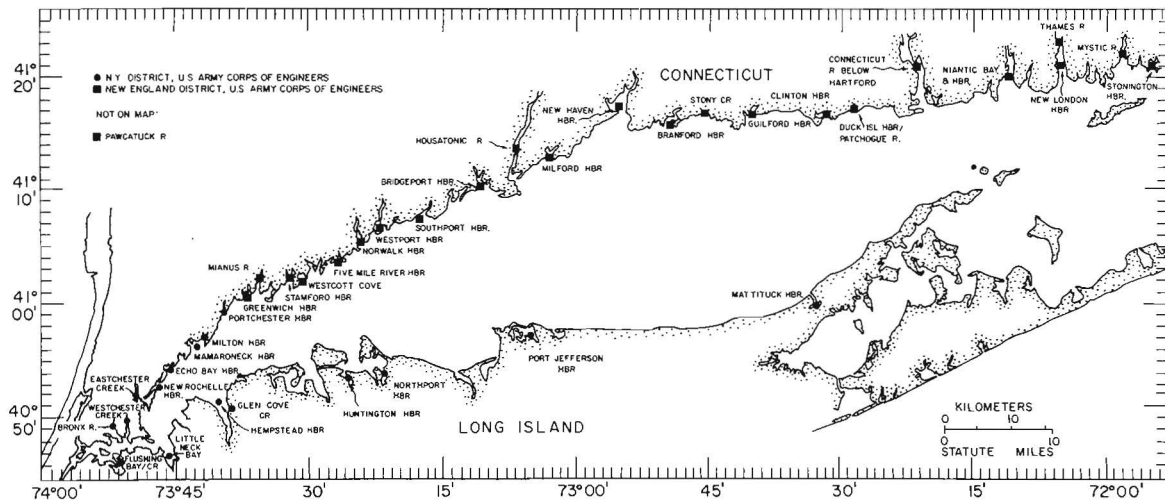 ● N.Y. DISTRICT, U.S ARMY CORPS OF ENGINEERS
■ NEW ENGLAND DISTRICT, U.S ARMY CORPS OF ENGINEERS
NOT ON MAP:
■ PAWCATUCK R
CONNECTICUT
LONG ISLAND
THAMES R
MYSTIC R.
STONINGTON
HBR.
NEW LONDON
HBR
NIANTIC BAY
& HBR.
CONNECTICUT
R BELOW
HARTFORD
DUCK ISL HBR/
PATCHOGUE R.
CLINTON HBR
GUILFORD HBR
STONY CR
BRANFORD HBR
NEW HAVEN
HBR.
MILFORD HBR
HOUSATONIC R
BRIDGEPORT HBR.
SOUTHPORT HBR.
WESTPORT HBR
NORWALK HBR
FIVE MILE RIVER HBR
WESTCOTT COVE
STAMFORD HBR
MIANUS R
GREENWICH HBR
PORTCHESTER HBR
MILTON HBR
MAMARONECK HBR
ECHO BAY HBR
NEW ROCHELLE
HBR.
EASTCHESTER
CREEK
WESTCHESTER
CREEK
BRONX R.
FLUSHING
BAY/CR
LITTLE
NECK
BAY
GLEN COVE
CR
HEMPSTEAD HBR
HUNTINGTON HBR
NORTHPORT
HBR
PORT JEFFERSON
HBR
MATTITUCK HBR.
KILOMETERS
0 10
0 10
STATUTE MILES
41°
20'
41°
10'
41°
00'
40°
50'
74°00' 73°45' 30' 15' 73°00' 45' 30' 15' 72°00'